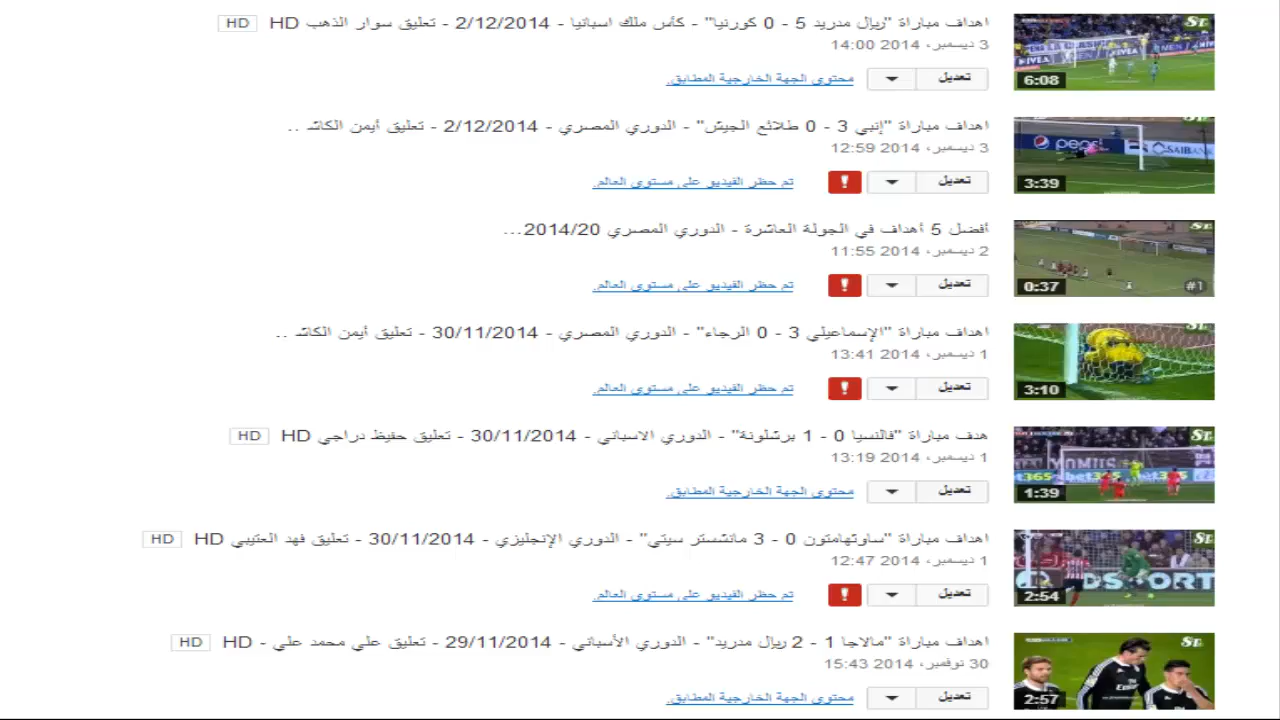 اهداف مباراة "ريال مدريد 5 - 0 كورنيا" - كأس ملك اسبانيا - 2/12/2014 - تعليق سوار الذهب HD HD
3 ديسمبر، 2014 14:00
تعديل محتوى الجهة الخارجية المطابق.
6:08
اهداف مباراة "إنبي 3 - 0 طلائع الجيش" - الدوري المصري - 2/12/2014 - تعليق أيمن الكاشـ ..
3 ديسمبر، 2014 12:59
تعديل تم حظر الفيديو على مستوى العالم.
3:39
أفضل 5 أهداف في الجولة العاشرة - الدوري المصري 2014/20...
2 ديسمبر، 2014 11:55
تعديل تم حظر الفيديو على مستوى العالم.
0:37 #1
اهداف مباراة "الإسماعيلي 3 - 0 الرجاء" - الدوري المصري - 30/11/2014 - تعليق أيمن الكاشـ ..
1 ديسمبر، 2014 13:41
تعديل تم حظر الفيديو على مستوى العالم.
3:10
هدف مباراة "فالنسيا 0 - 1 برشلونة" - الدوري الاسباني - 30/11/2014 - تعليق حفيظ دراجي HD HD
1 ديسمبر، 2014 13:19
تعديل محتوى الجهة الخارجية المطابق.
1:39
اهداف مباراة "ساوثهامتون 0 - 3 مانشستر سيتي" - الدوري الإنجليزي - 30/11/2014 - تعليق فهد العتيبي HD HD
1 ديسمبر، 2014 12:47
تعديل تم حظر الفيديو على مستوى العالم.
2:54
اهداف مباراة "مالاجا 1 - 2 ريال مدريد" - الدوري الأسباني - 29/11/2014 - تعليق علي محمد علي - HD HD
30 نوفمبر، 2014 15:43
تعديل محتوى الجهة الخارجية المطابق.
2:57